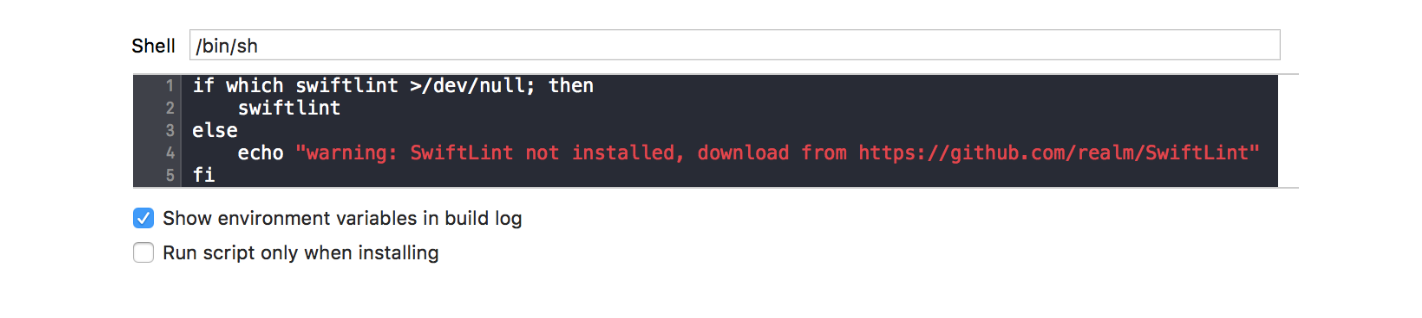 Shell /bin/sh
1 if which swiftlint >/dev/null; then
2     swiftlint
3 else
4     echo "warning: SwiftLint not installed, download from https://github.com/realm/SwiftLint"
5 fi
Show environment variables in build log
Run script only when installing